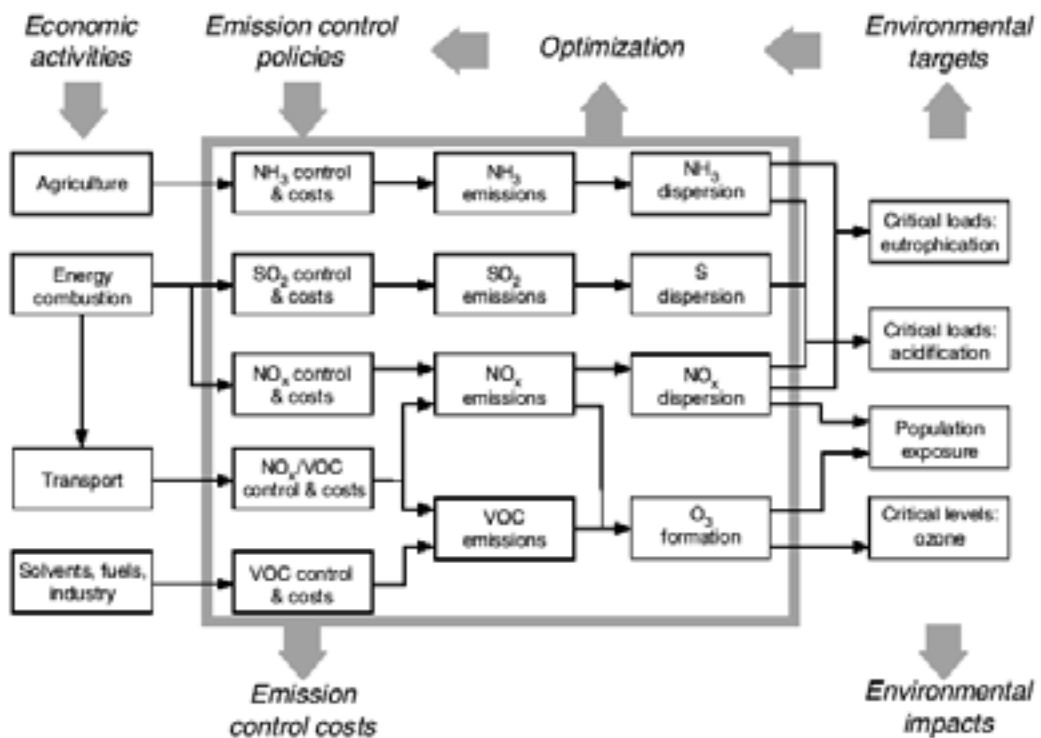 Economic
activities
Emission control
policies
Optimization
Environmental
targets
Agriculture
NH₃ control
& costs
NH₃
emissions
NH₃
dispersion
Critical loads:
eutrophication
Energy
combustion
SO₂ control
& costs
SO₂
emissions
S
dispersion
Critical loads:
acidification
NOₓ control
& costs
NOₓ
emissions
NOₓ
dispersion
Population
exposure
Transport
NOₓ/VOC
control & costs
VOC
emissions
O₃
formation
Critical levels:
ozone
Solvents, fuels,
industry
VOC control
& costs
Emission
control costs
Environmental
impacts